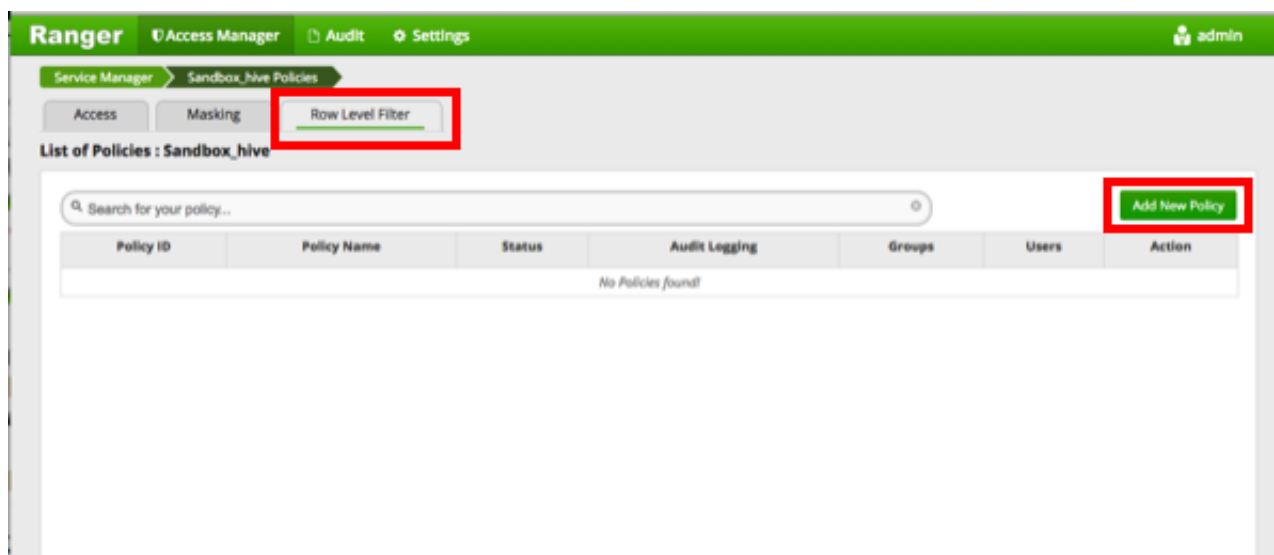 Ranger Access Manager Audit Settings admin
Service Manager Sandbox_hive Policies
Access Masking Row Level Filter
List of Policies : Sandbox_hive
Search for your policy... Add New Policy
Policy ID Policy Name Status Audit Logging Groups Users Action
No Policies found!